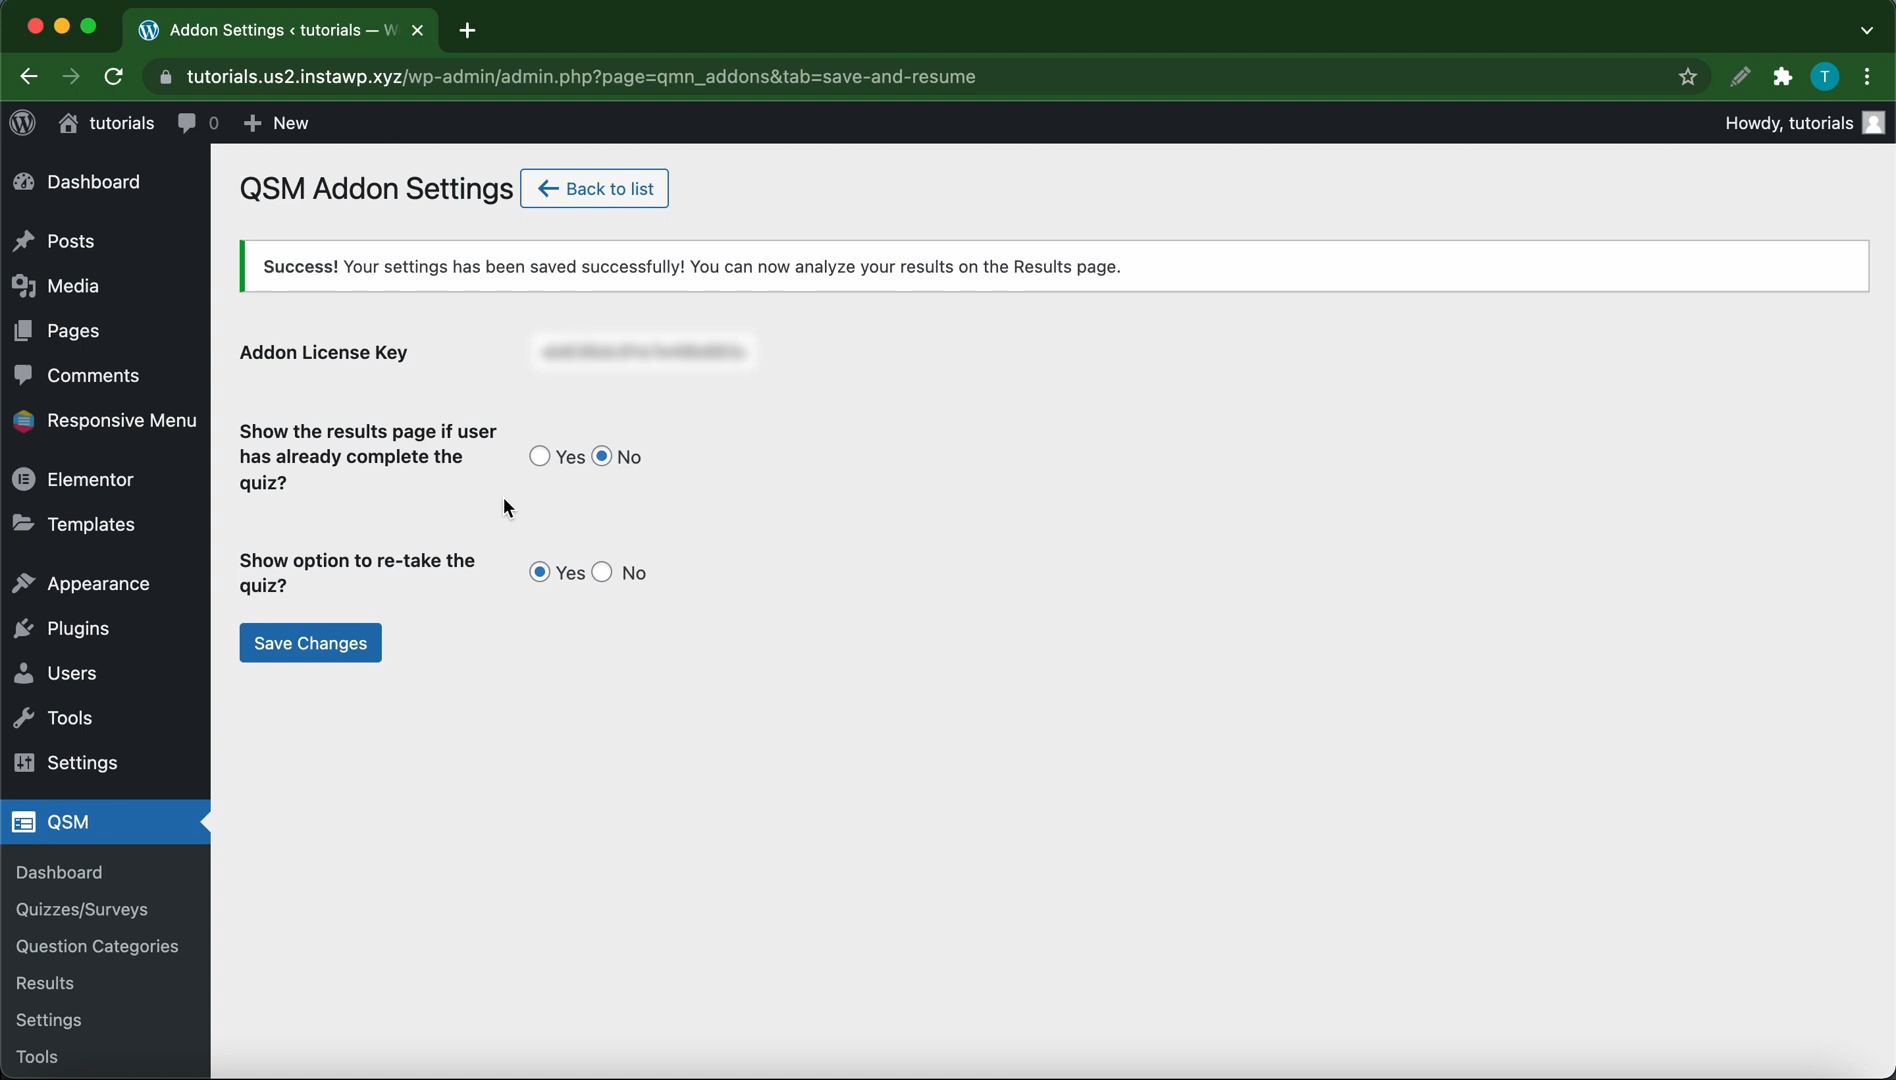 Addon Settings ‹ tutorials — W
tutorials.us2.instawp.xyz/wp-admin/admin.php?page=qmn_addons&tab=save-and-resume
T
tutorials
0
New
Howdy, tutorials
Dashboard
Posts
Media
Pages
Comments
Responsive Menu
Elementor
Templates
Appearance
Plugins
Users
Tools
Settings
QSM
Dashboard
Quizzes/Surveys
Question Categories
Results
Settings
Tools
QSM Addon Settings
Back to list
Success! Your settings has been saved successfully! You can now analyze your results on the Results page.
Addon License Key
Show the results page if user
has already complete the
quiz?
Yes No
Show option to re-take the
quiz?
Yes No
Save Changes